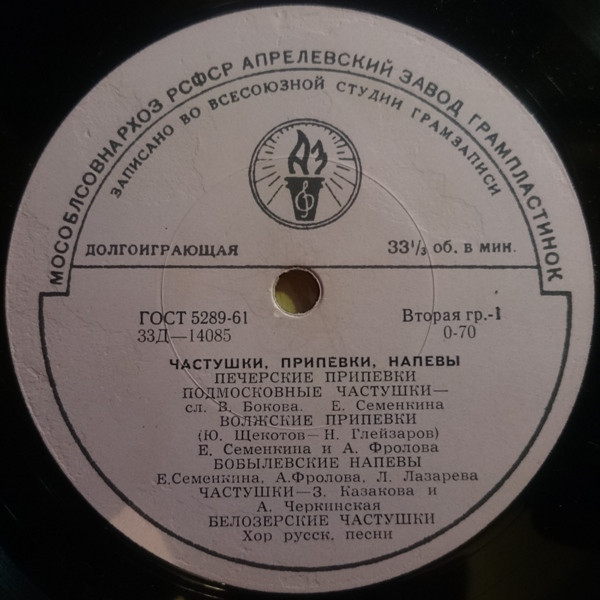 МОСОБЛСОВНАРХОЗ РСФСР АПРЕЛЕВСКИЙ ЗАВОД ГРАМПЛАСТИНОК
ЗАПИСАНО ВО ВСЕСОЮЗНОЙ СТУДИИ ГРАМЗАПИСИ
АЗ
ДОЛГОИГРАЮЩАЯ 33⅓ об. в мин.
ГОСТ 5289-61 Вторая гр.-1
33Д—14085 0-70
ЧАСТУШКИ, ПРИПЕВКИ, НАПЕВЫ
ПЕЧЕРСКИЕ ПРИПЕВКИ
ПОДМОСКОВНЫЕ ЧАСТУШКИ—
сл. В. Бокова. Е. Семенкина
ВОЛЖСКИЕ ПРИПЕВКИ
(Ю. Щекотов—Н. Глейзаров)
Е. Семенкина и А. Фролова
БОБЫЛЕВСКИЕ НАПЕВЫ
Е.Семенкина, А.Фролова, Л. Лазарева
ЧАСТУШКИ—З. Казакова и
А. Черкинская
БЕЛОЗЕРСКИЕ ЧАСТУШКИ
Хор русск. песни